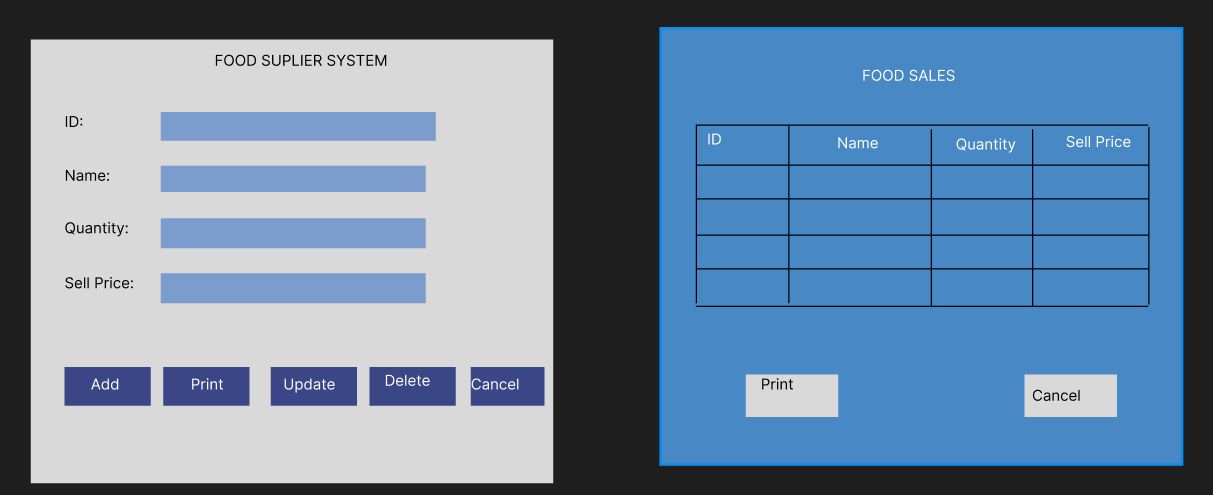 FOOD SUPLIER SYSTEM
ID:
Name:
Quantity:
Sell Price:
Add Print Update Delete Cancel
FOOD SALES
ID Name Quantity Sell Price
Print Cancel